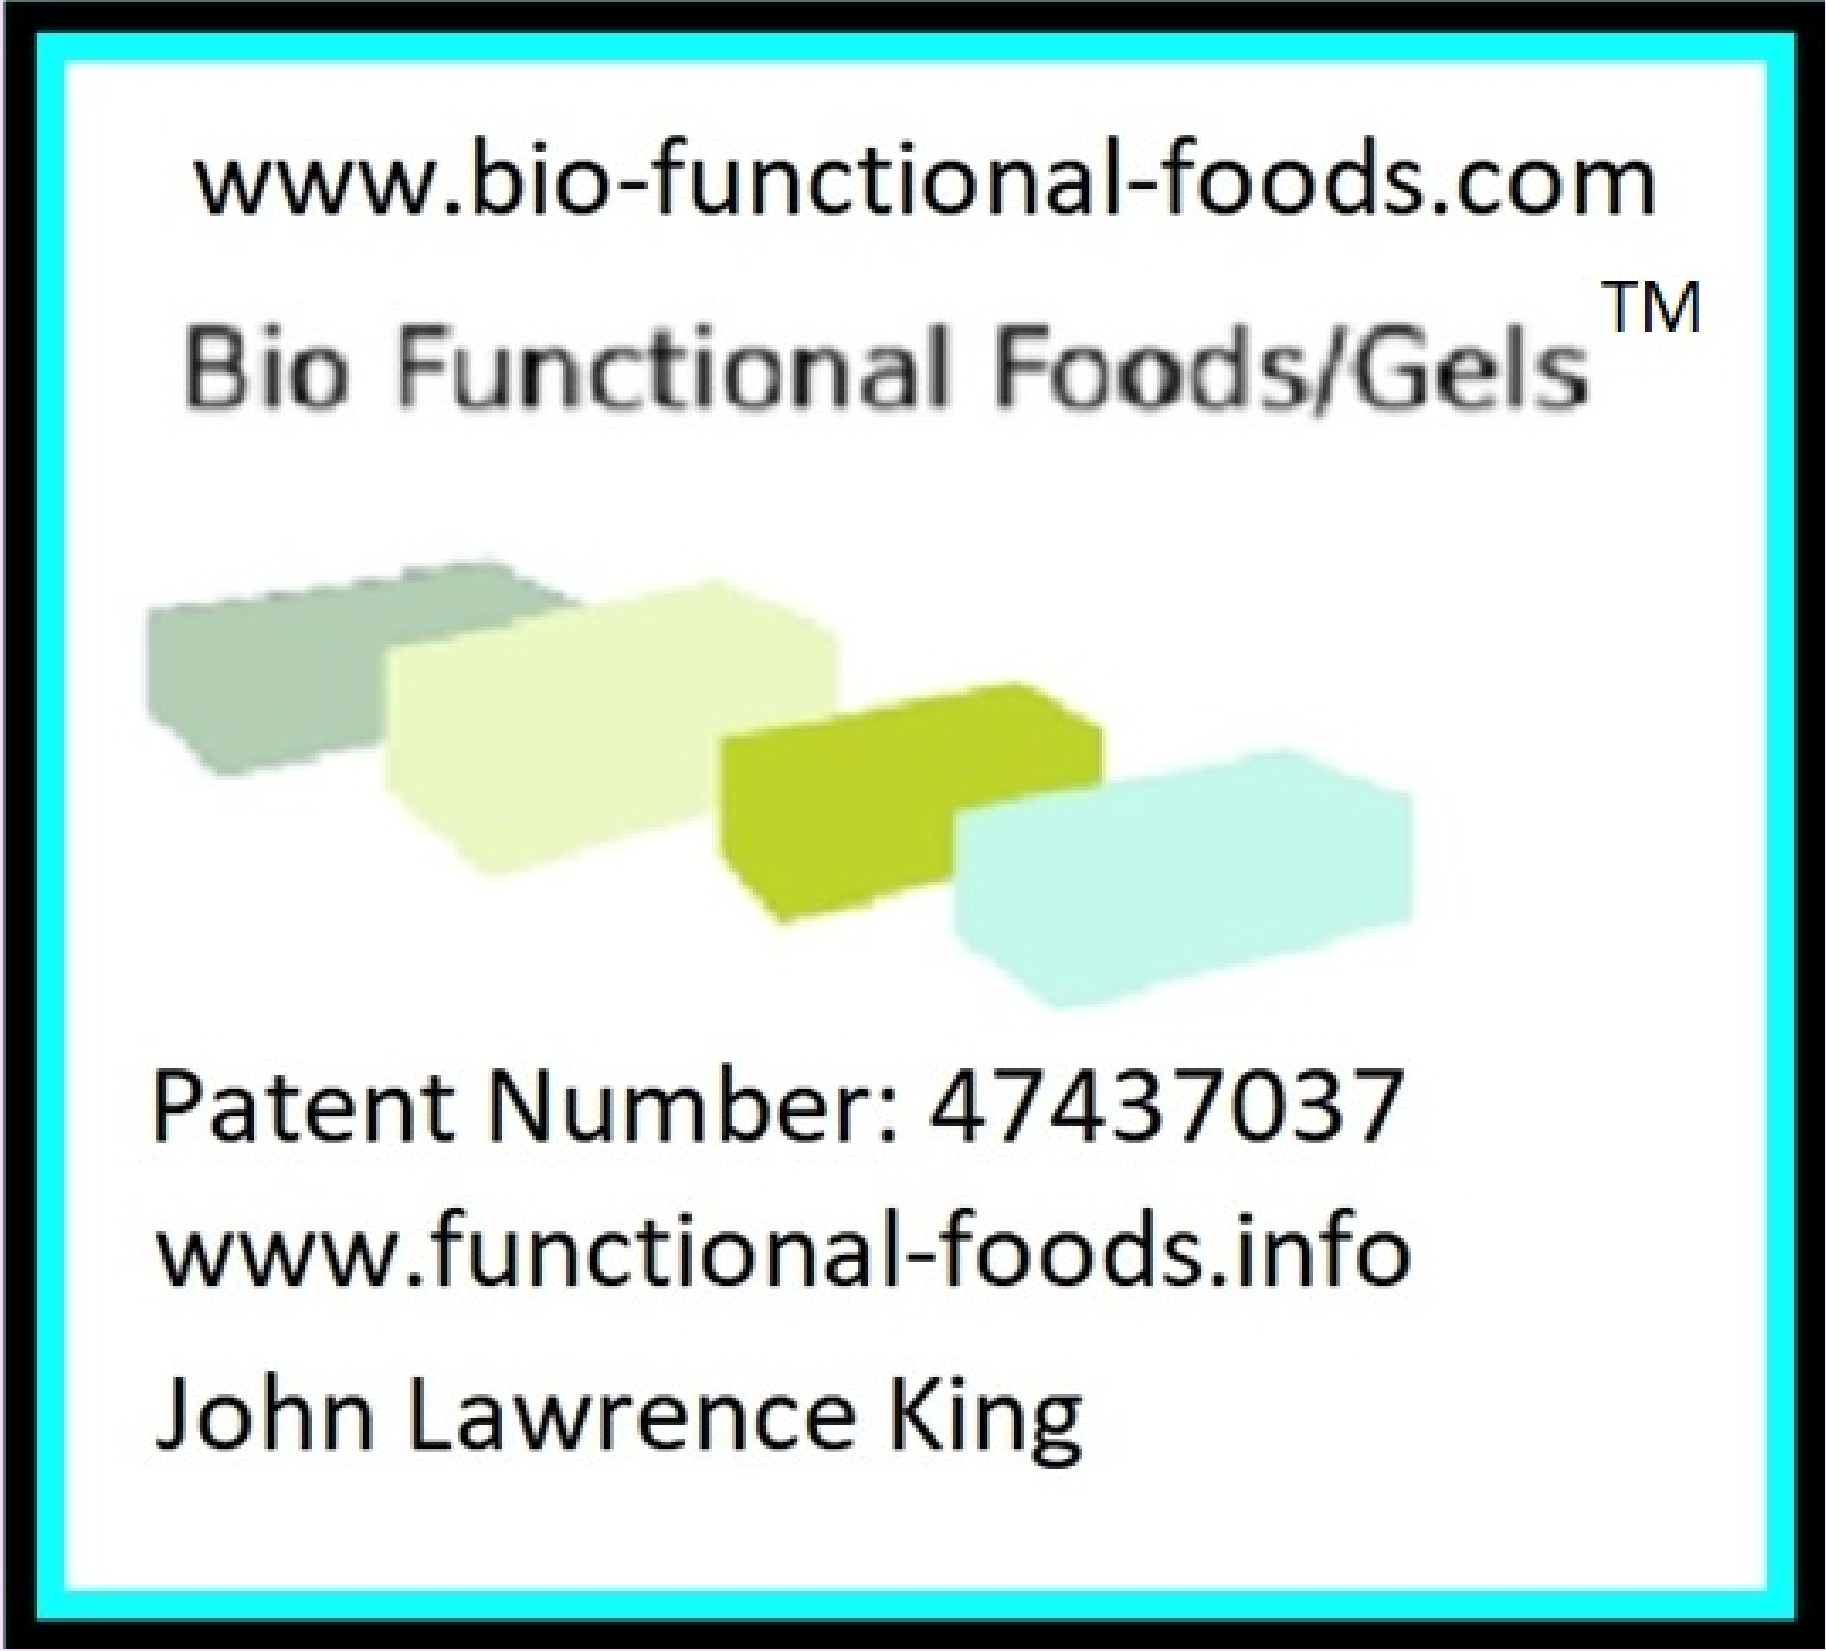 www.bio-functional-foods.com
Bio Functional Foods/Gels™
Patent Number: 47437037
www.functional-foods.info
John Lawrence King